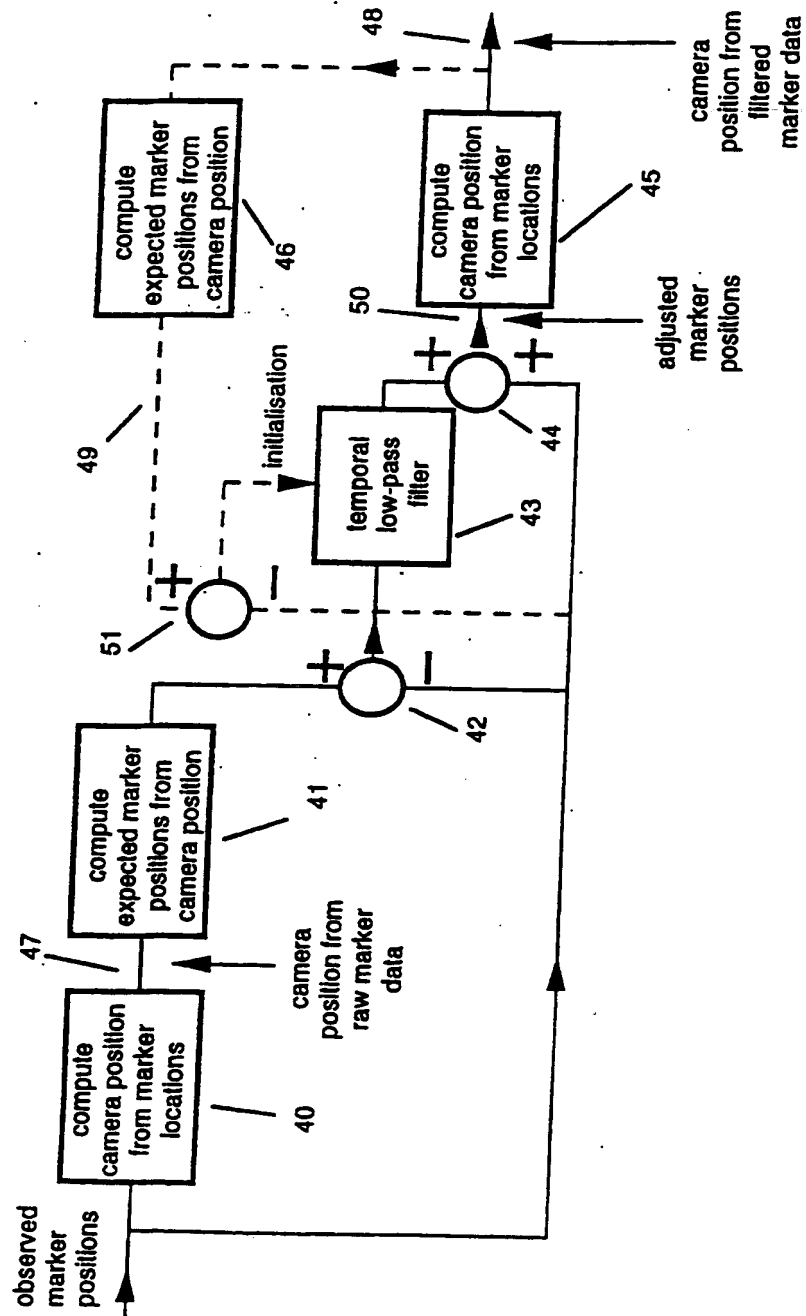 observed
marker
positions
compute
camera position
from marker
locations
40
47
camera
position from
raw marker
data
compute
expected marker
positions from
camera position
41
+
−
42
51
+
−
49
initialisation
temporal
low-pass
filter
43
+
+
44
50
adjusted
marker
positions
compute
expected marker
positions from
camera position
46
compute
camera position
from marker
locations
45
48
camera
position from
filtered
marker data